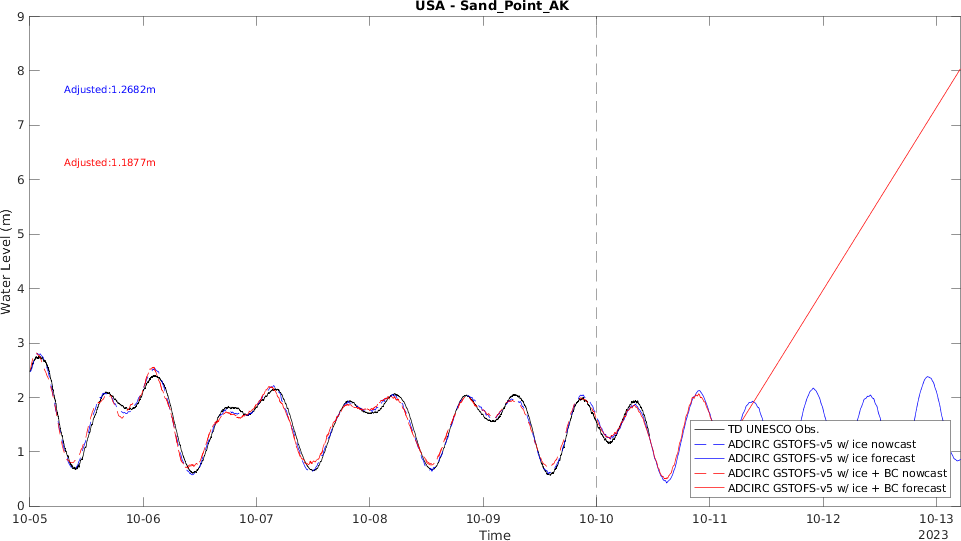 USA - Sand_Point_AK
9
8
7
6
5
4
3
2
1
0
Water Level (m)
Adjusted:1.2682m
Adjusted:1.1877m
TD UNESCO Obs.
ADCIRC GSTOFS-v5 w/ ice nowcast
ADCIRC GSTOFS-v5 w/ ice forecast
ADCIRC GSTOFS-v5 w/ ice + BC nowcast
ADCIRC GSTOFS-v5 w/ ice + BC forecast
10-05 10-06 10-07 10-08 10-09 10-10 10-11 10-12 10-13
2023
Time